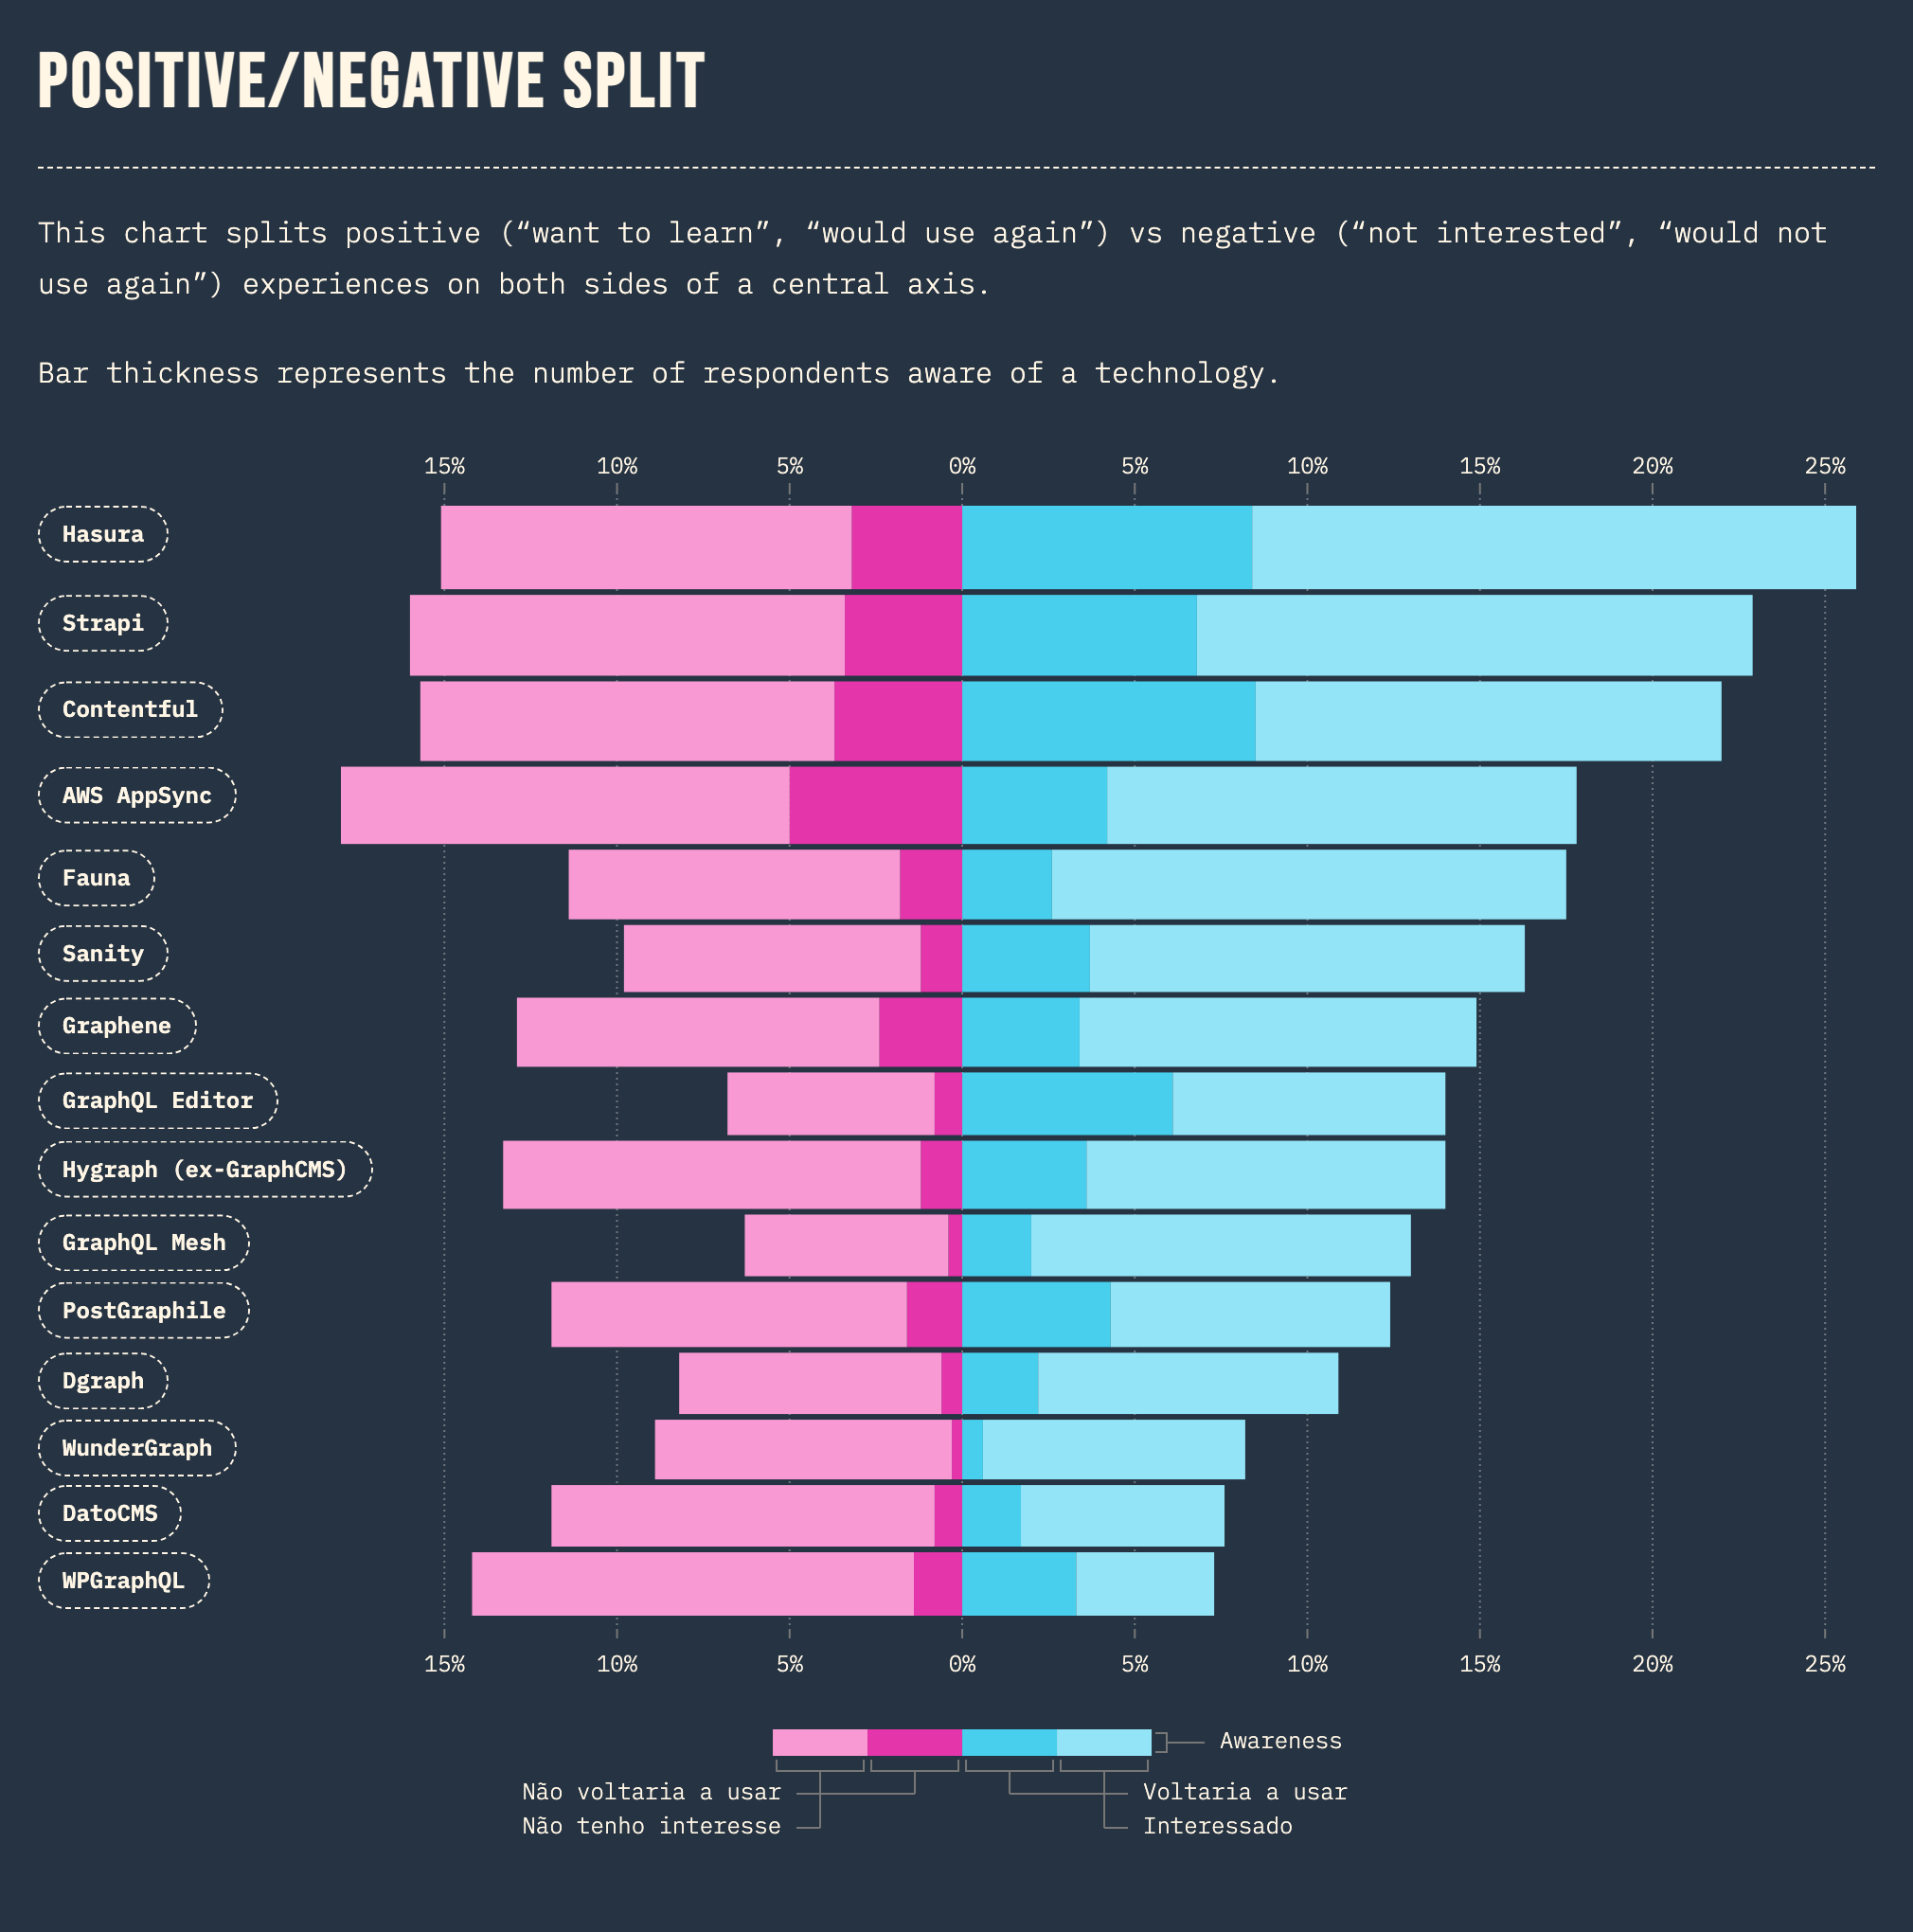 POSITIVE/NEGATIVE SPLIT
This chart splits positive (“want to learn”, “would use again”) vs negative (“not interested”, “would not
use again”) experiences on both sides of a central axis.
Bar thickness represents the number of respondents aware of a technology.
15% 10% 5% 0% 5% 10% 15% 20% 25%
Hasura
Strapi
Contentful
AWS AppSync
Fauna
Sanity
Graphene
GraphQL Editor
Hygraph (ex-GraphCMS)
GraphQL Mesh
PostGraphile
Dgraph
WunderGraph
DatoCMS
WPGraphQL
15% 10% 5% 0% 5% 10% 15% 20% 25%
Awareness
Não voltaria a usar Voltaria a usar
Não tenho interesse Interessado